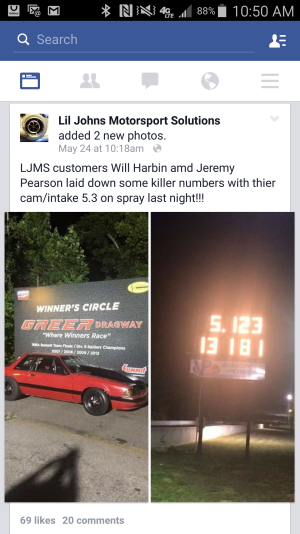 88% 10:50 AM
Search
Lil Johns Motorsport Solutions
added 2 new photos.
May 24 at 10:18am
LJMS customers Will Harbin amd Jeremy
Pearson laid down some killer numbers with thier
cam/intake 5.3 on spray last night!!!
WINNER'S CIRCLE
GREER DRAGWAY
"Where Winners Race"
5.123
13181
69 likes 20 comments